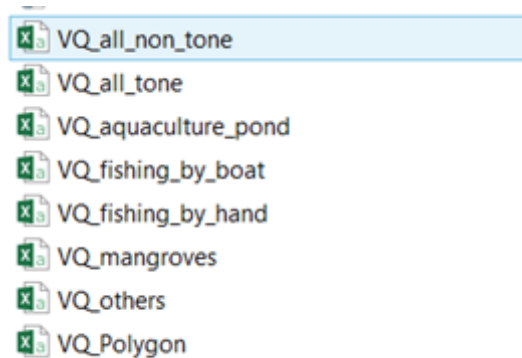 VQ_all_non_tone
VQ_all_tone
VQ_aquaculture_pond
VQ_fishing_by_boat
VQ_fishing_by_hand
VQ_mangroves
VQ_others
VQ_Polygon